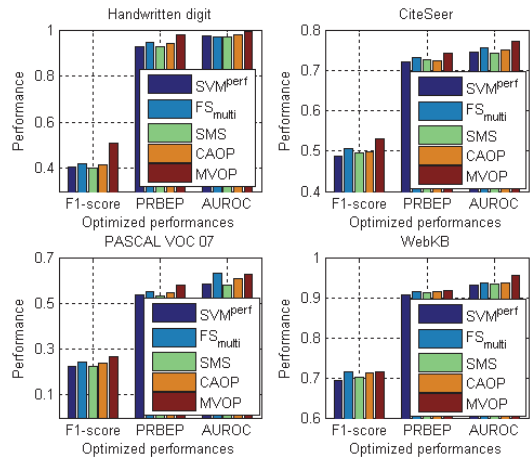 Handwritten digit
1
0.8
0.6
0.4
Performance
SVMperf
FSmulti
SMS
CAOP
MVOP
F1-score PRBEP AUROC
Optimized performances
CiteSeer
0.8
0.7
0.6
0.5
0.4
Performance
SVMperf
FSmulti
SMS
CAOP
MVOP
F1-score PRBEP AUROC
Optimized performances
PASCAL VOC 07
0.7
0.5
0.3
0.1
Performance
SVMperf
FSmulti
SMS
CAOP
MVOP
F1-score PRBEP AUROC
Optimized performances
WebKB
1
0.9
0.8
0.7
0.6
Performance
SVMperf
FSmulti
SMS
CAOP
MVOP
F1-score PRBEP AUROC
Optimized performances